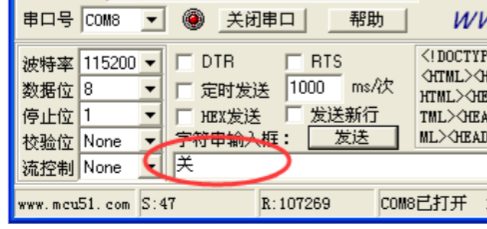 串口号 COM8 关闭串口 帮助 WW
波特率 115200 DTR RTS
数据位 8 定时发送 1000 ms/次
停止位 1 HEX发送 发送新行
校验位 None 字符串输入框： 发送
流控制 None 关
<!DOCTYP
<HTML><H
HTML><HE
TML><HEA
ML><HEAD
www.mcu51.com S:47 R:107269 COM8已打开